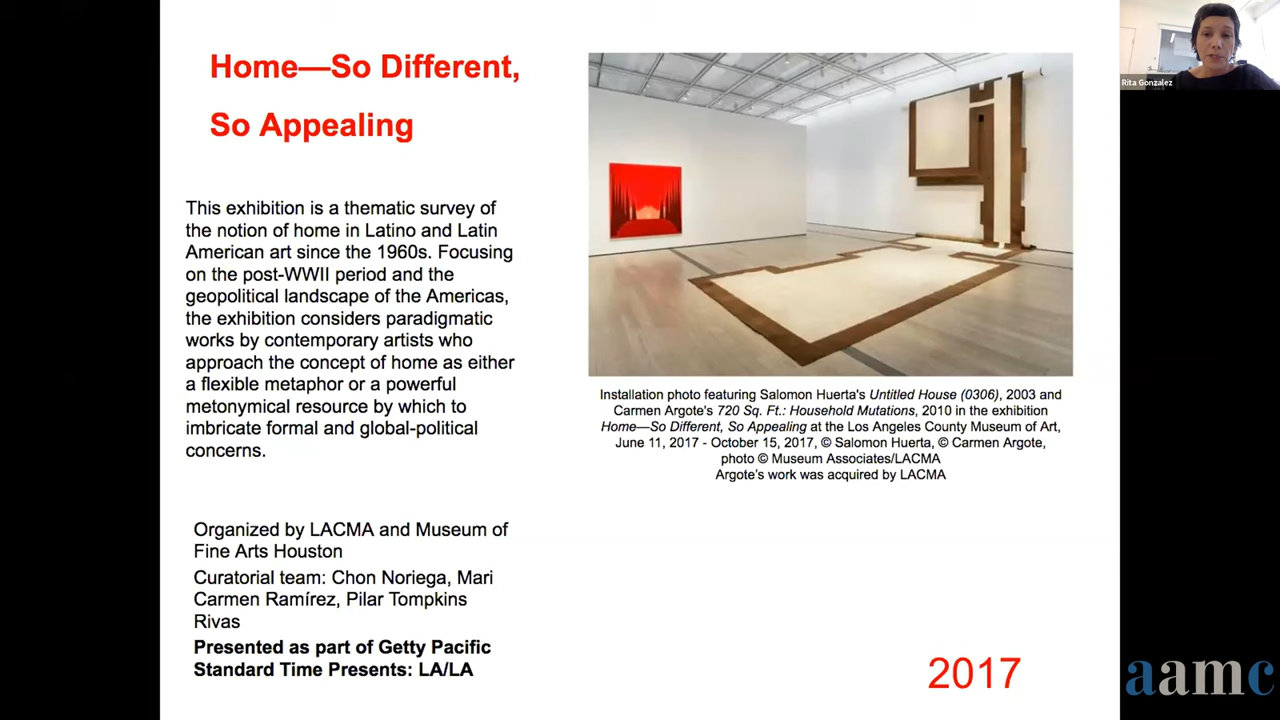 Home—So Different,
So Appealing
This exhibition is a thematic survey of
the notion of home in Latino and Latin
American art since the 1960s. Focusing
on the post-WWII period and the
geopolitical landscape of the Americas,
the exhibition considers paradigmatic
works by contemporary artists who
approach the concept of home as either
a flexible metaphor or a powerful
metonymical resource by which to
imbricate formal and global-political
concerns.
Organized by LACMA and Museum of
Fine Arts Houston
Curatorial team: Chon Noriega, Mari
Carmen Ramírez, Pilar Tompkins
Rivas
Presented as part of Getty Pacific
Standard Time Presents: LA/LA
Installation photo featuring Salomon Huerta's Untitled House (0306), 2003 and
Carmen Argote's 720 Sq. Ft.: Household Mutations, 2010 in the exhibition
Home—So Different, So Appealing at the Los Angeles County Museum of Art,
June 11, 2017 - October 15, 2017, © Salomon Huerta, © Carmen Argote,
photo © Museum Associates/LACMA
Argote's work was acquired by LACMA
2017
Rita Gonzalez
aamc